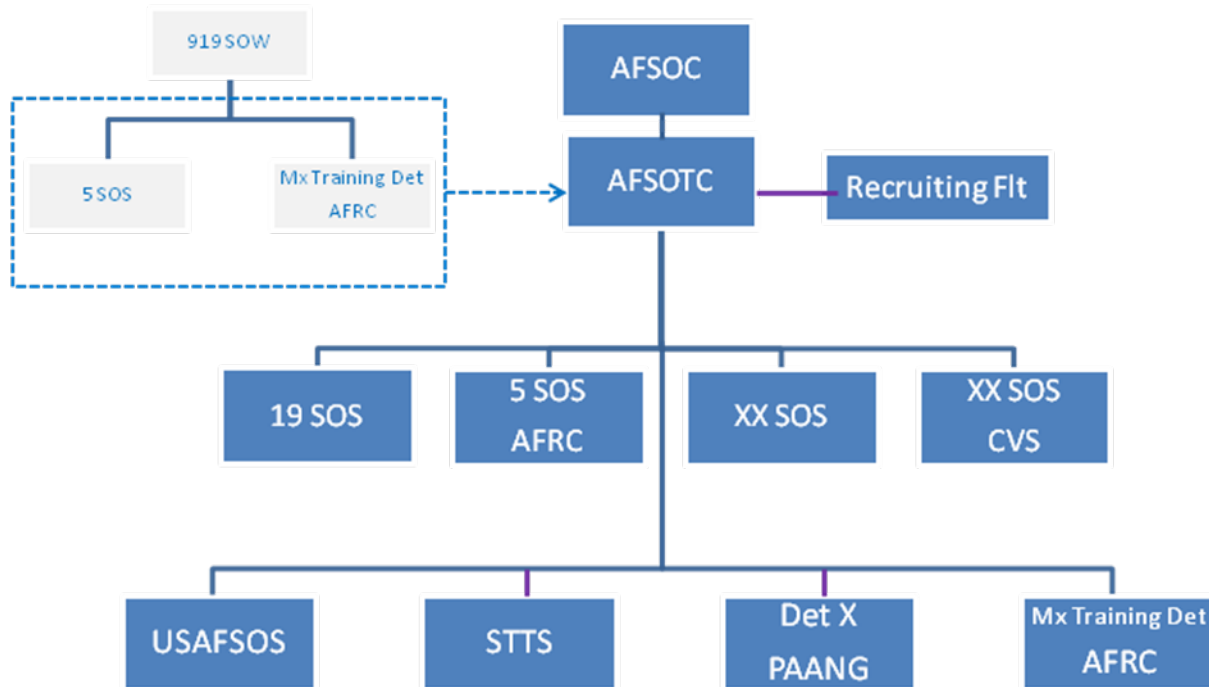 919 SOW
5 SOS
Mx Training Det
AFRC
AFSOC
AFSOTC
Recruiting Flt
19 SOS
5 SOS
AFRC
XX SOS
XX SOS
CVS
USAFSOS
STTS
Det X
PAANG
Mx Training Det
AFRC